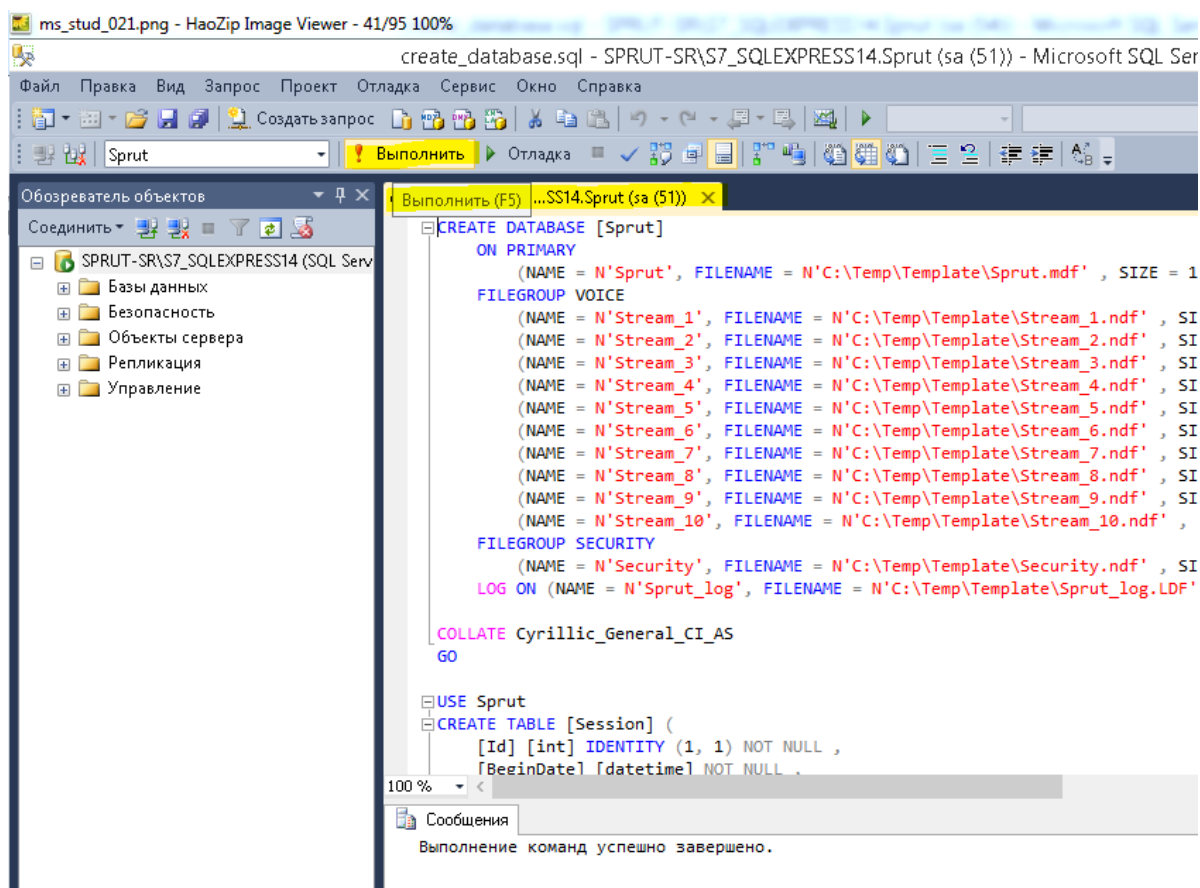 ms_stud_021.png - HaoZip Image Viewer - 41/95 100%
create_database.sql - SPRUT-SR\S7_SQLEXPRESS14.Sprut (sa (51)) - Microsoft SQL Ser
Файл Правка Вид Запрос Проект Отладка Сервис Окно Справка
Создать запрос
Sprut Выполнить Отладка
Обозреватель объектов
Выполнить (F5) ...SS14.Sprut (sa (51))
Соединить
SPRUT-SR\S7_SQLEXPRESS14 (SQL Serv
Базы данных
Безопасность
Объекты сервера
Репликация
Управление
CREATE DATABASE [Sprut]
ON PRIMARY
(NAME = N'Sprut', FILENAME = N'C:\Temp\Template\Sprut.mdf' , SIZE = 1
FILEGROUP VOICE
(NAME = N'Stream_1', FILENAME = N'C:\Temp\Template\Stream_1.ndf' , SI
(NAME = N'Stream_2', FILENAME = N'C:\Temp\Template\Stream_2.ndf' , SI
(NAME = N'Stream_3', FILENAME = N'C:\Temp\Template\Stream_3.ndf' , SI
(NAME = N'Stream_4', FILENAME = N'C:\Temp\Template\Stream_4.ndf' , SI
(NAME = N'Stream_5', FILENAME = N'C:\Temp\Template\Stream_5.ndf' , SI
(NAME = N'Stream_6', FILENAME = N'C:\Temp\Template\Stream_6.ndf' , SI
(NAME = N'Stream_7', FILENAME = N'C:\Temp\Template\Stream_7.ndf' , SI
(NAME = N'Stream_8', FILENAME = N'C:\Temp\Template\Stream_8.ndf' , SI
(NAME = N'Stream_9', FILENAME = N'C:\Temp\Template\Stream_9.ndf' , SI
(NAME = N'Stream_10', FILENAME = N'C:\Temp\Template\Stream_10.ndf' ,
FILEGROUP SECURITY
(NAME = N'Security', FILENAME = N'C:\Temp\Template\Security.ndf' , SI
LOG ON (NAME = N'Sprut_log', FILENAME = N'C:\Temp\Template\Sprut_log.LDF'
COLLATE Cyrillic_General_CI_AS
GO
USE Sprut
CREATE TABLE [Session] (
[Id] [int] IDENTITY (1, 1) NOT NULL ,
[BeginDate] [datetime] NOT NULL ,
100 %
Сообщения
Выполнение команд успешно завершено.